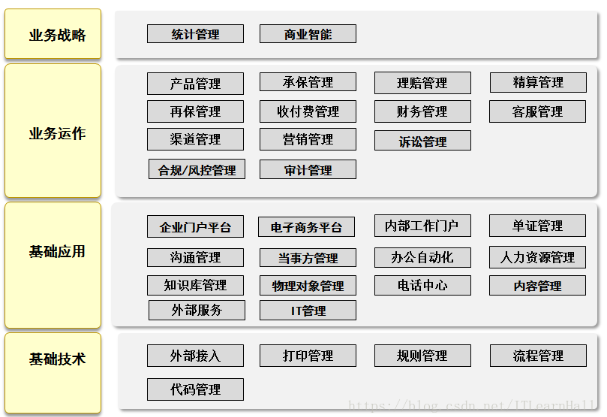 业务战略
统计管理 商业智能
业务运作
产品管理 承保管理 理赔管理 精算管理
再保管理 收付费管理 财务管理 客服管理
渠道管理 营销管理 诉讼管理
合规/风控管理 审计管理
基础应用
企业门户平台 电子商务平台 内部工作门户 单证管理
沟通管理 当事方管理 办公自动化 人力资源管理
知识库管理 物理对象管理 电话中心 内容管理
外部服务 IT管理
基础技术
外部接入 打印管理 规则管理 流程管理
代码管理
https://blog.csdn.net/ITLearnHall